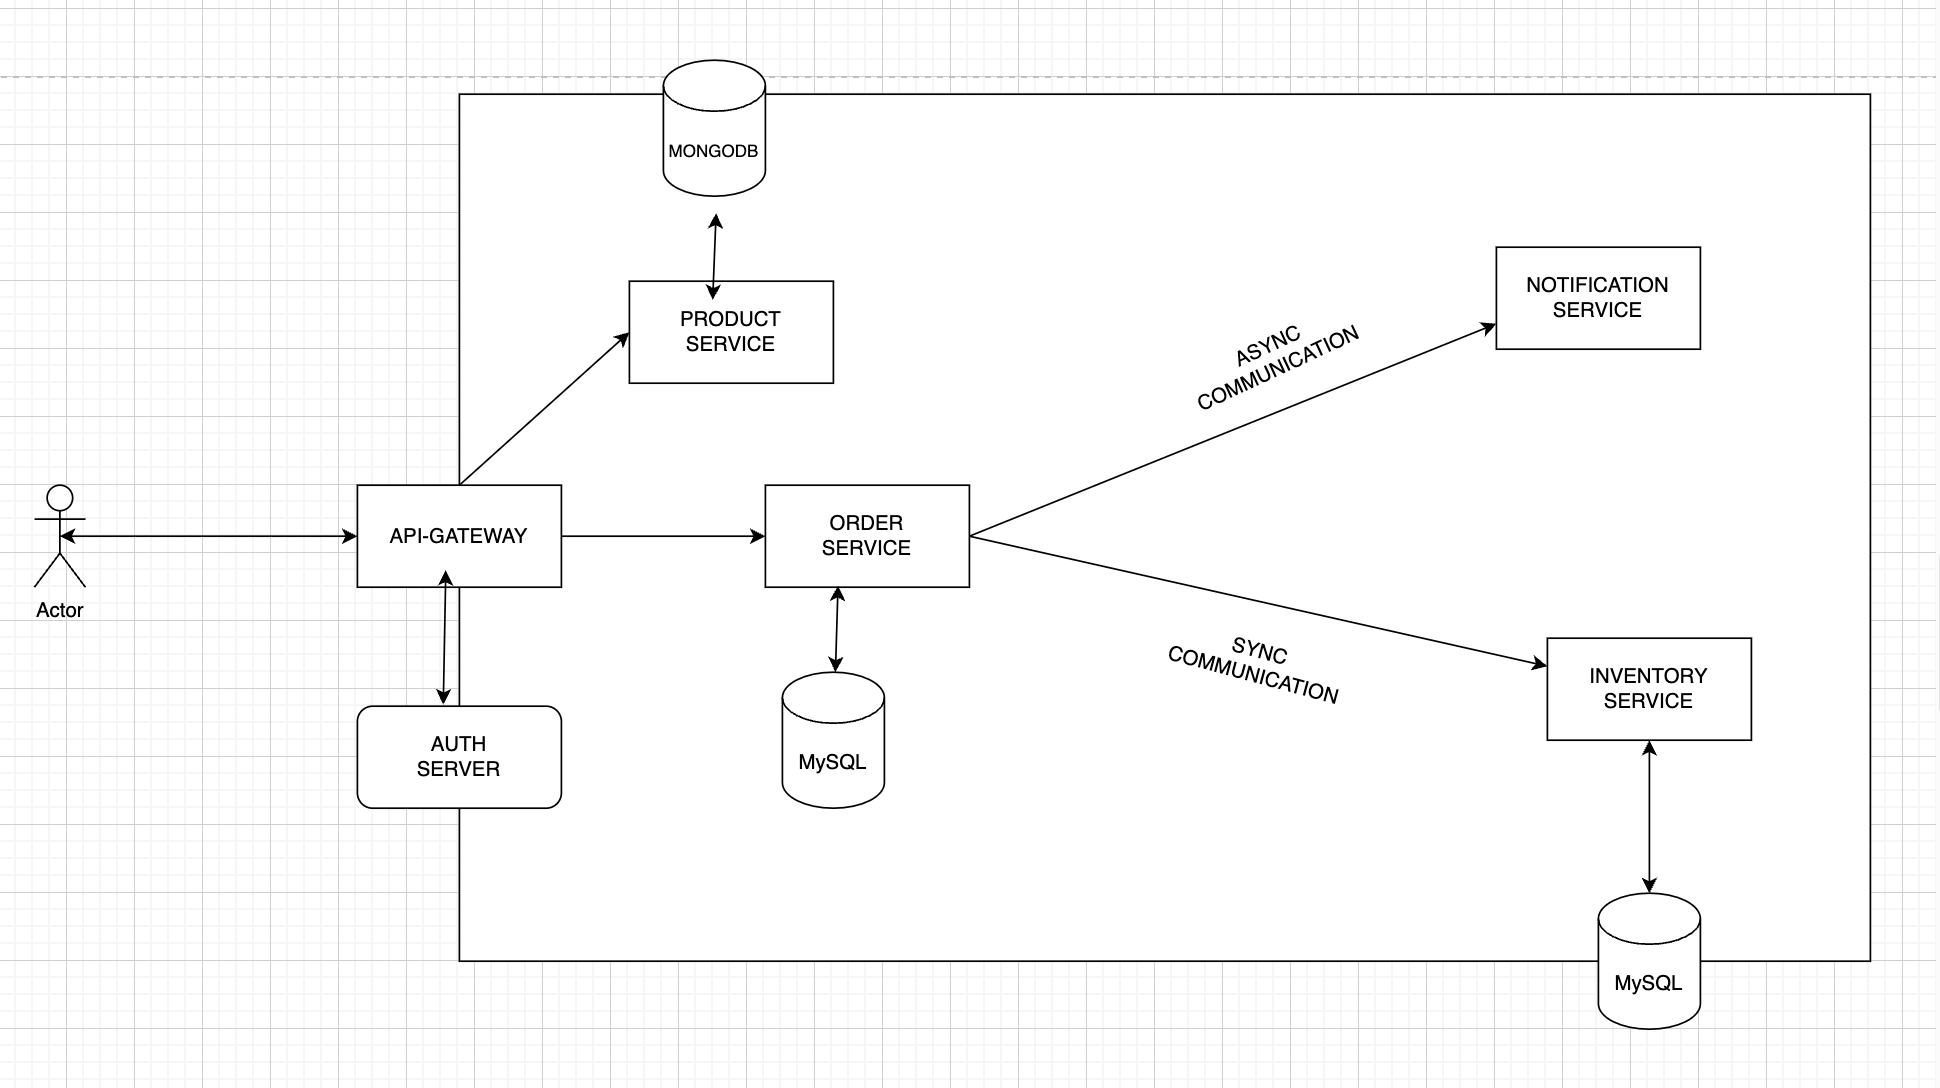 MONGODB
PRODUCT
SERVICE
NOTIFICATION
SERVICE
ASYNC
COMMUNICATION
API-GATEWAY
ORDER
SERVICE
Actor
SYNC
COMMUNICATION
INVENTORY
SERVICE
AUTH
SERVER
MySQL
MySQL